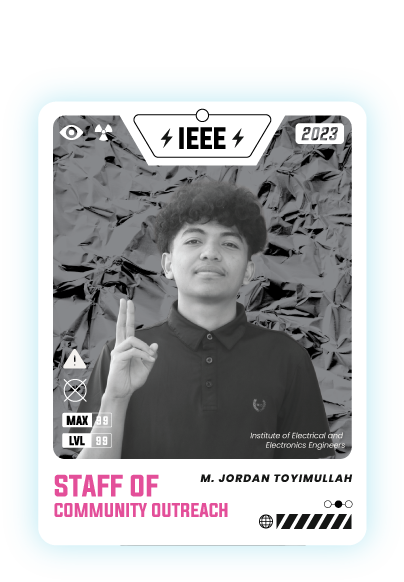 IEEE
2023
MAX 99
LVL 99
Institute of Electrical and
Electronics Engineers
STAFF OF
COMMUNITY OUTREACH
M. JORDAN TOYIMULLAH